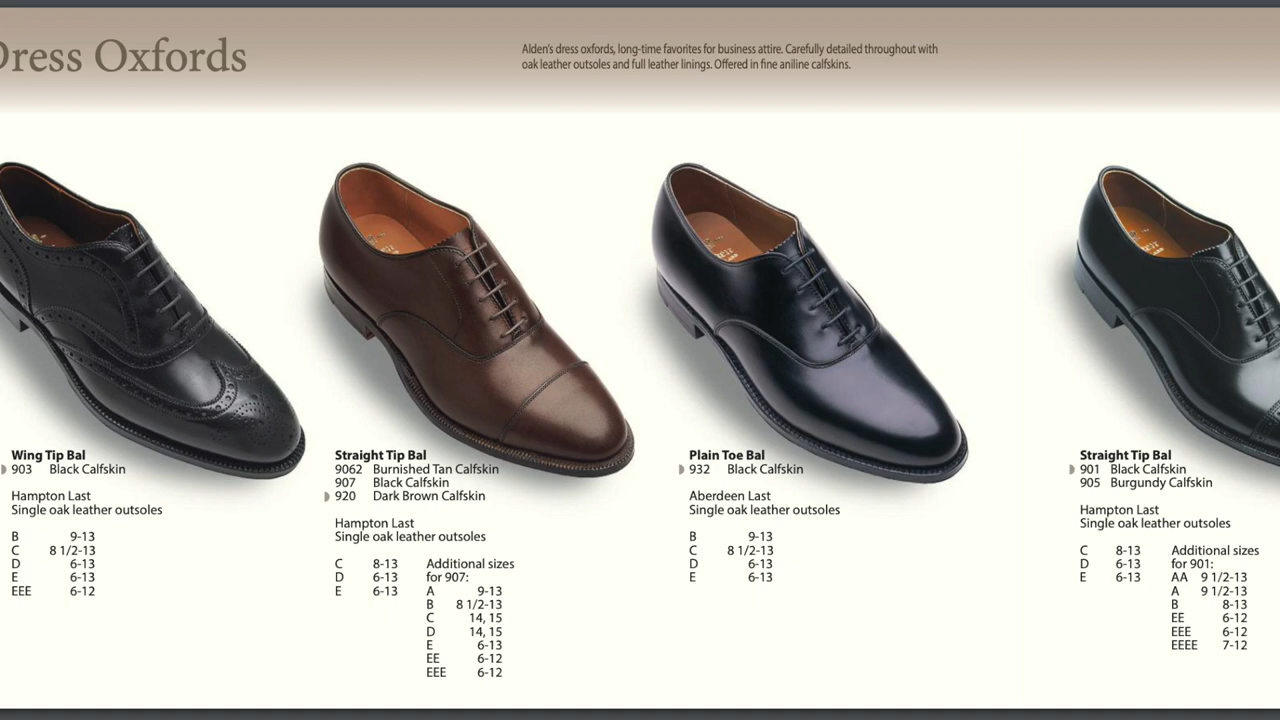 Dress Oxfords
Alden's dress oxfords, long-time favorites for business attire. Carefully detailed throughout with
oak leather outsoles and full leather linings. Offered in fine aniline calfskins.
Wing Tip Bal
903 Black Calfskin
Hampton Last
Single oak leather outsoles
B 9-13
C 8 1/2-13
D 6-13
E 6-13
EEE 6-12
Straight Tip Bal
9062 Burnished Tan Calfskin
907 Black Calfskin
920 Dark Brown Calfskin
Hampton Last
Single oak leather outsoles
C 8-13
D 6-13
E 6-13
Additional sizes
for 907:
A 9-13
B 8 1/2-13
C 14, 15
D 14, 15
E 6-13
EE 6-12
EEE 6-12
Plain Toe Bal
932 Black Calfskin
Aberdeen Last
Single oak leather outsoles
B 9-13
C 8 1/2-13
D 6-13
E 6-13
Straight Tip Bal
901 Black Calfskin
905 Burgundy Calfskin
Hampton Last
Single oak leather outsoles
C 8-13
D 6-13
E 6-13
Additional sizes
for 901:
AA 9 1/2-13
A 9 1/2-13
B 8-13
EE 6-12
EEE 6-12
EEEE 7-12